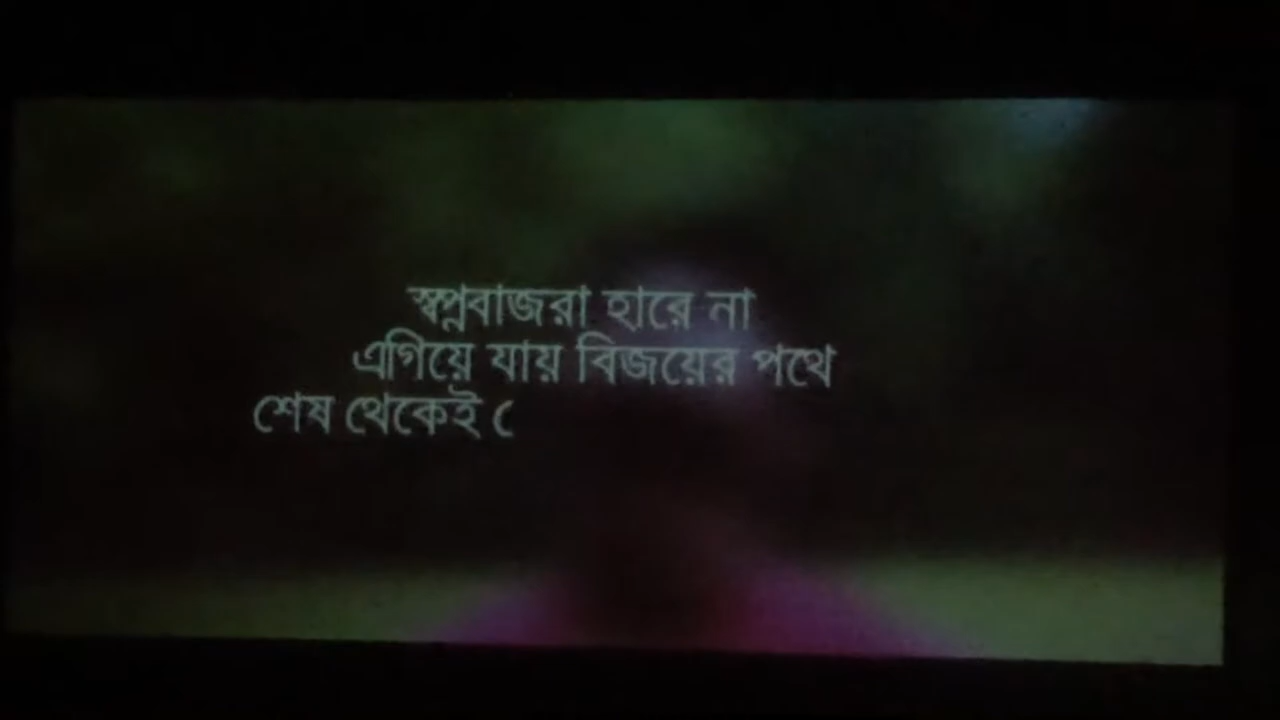 স্বপ্নবাজরা হারে না
এগিয়ে যায় বিজয়ের পথে
শেষ থেকেই